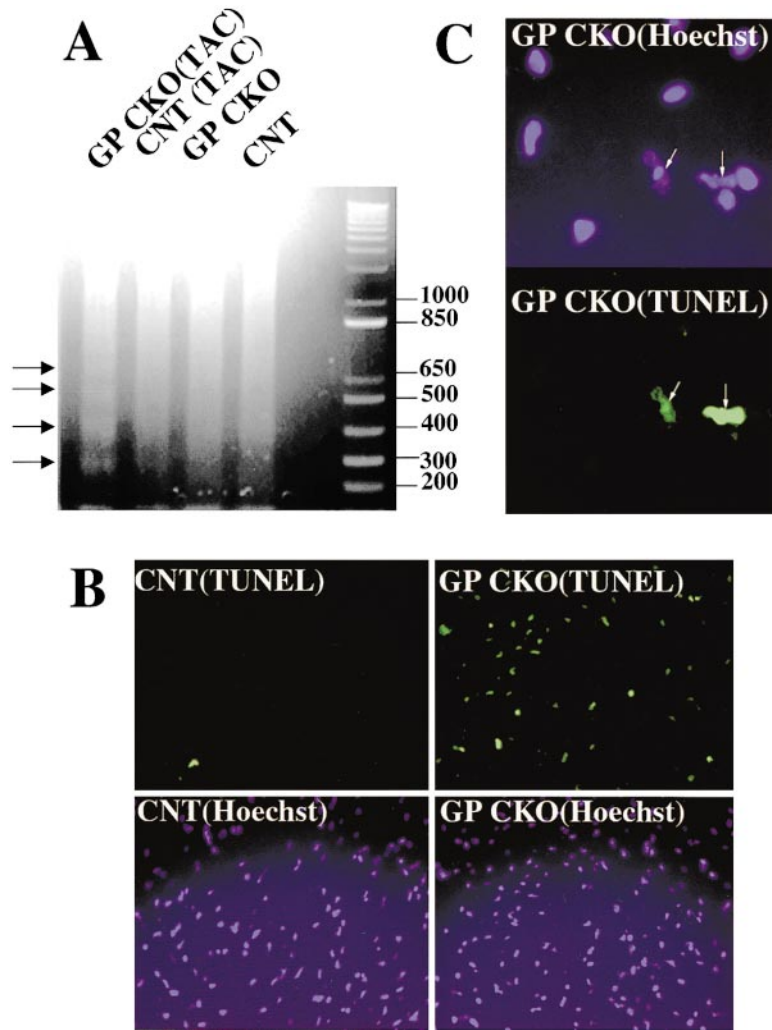 A
GP CKO(TAC)
CNT (TAC)
GP CKO
CNT
1000
850
650
500
400
300
200
C
GP CKO(Hoechst)
GP CKO(TUNEL)
B
CNT(TUNEL)
GP CKO(TUNEL)
CNT(Hoechst)
GP CKO(Hoechst)